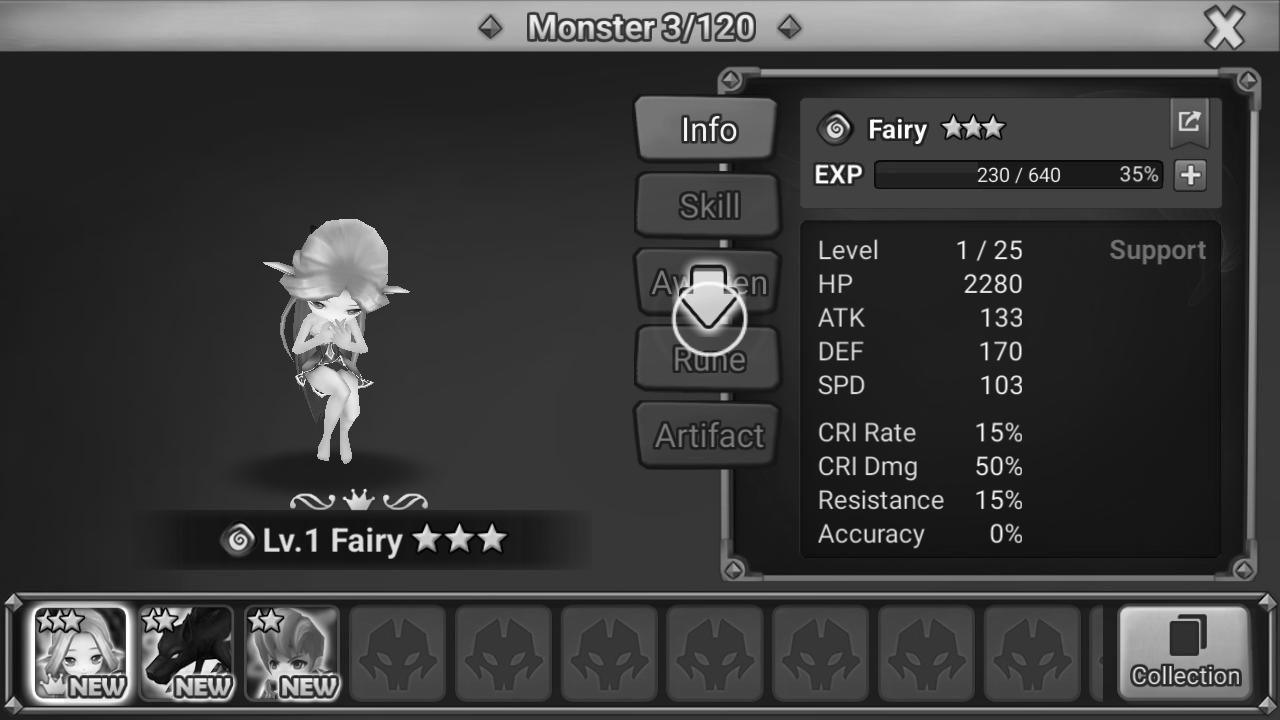 Monster 3/120
Info
Skill
Rune
Artifact
Fairy
EXP 230 / 640 35%
Level 1 / 25 Support
HP 2280
ATK 133
DEF 170
SPD 103
CRI Rate 15%
CRI Dmg 50%
Resistance 15%
Accuracy 0%
Lv.1 Fairy
NEW
NEW
NEW
Collection